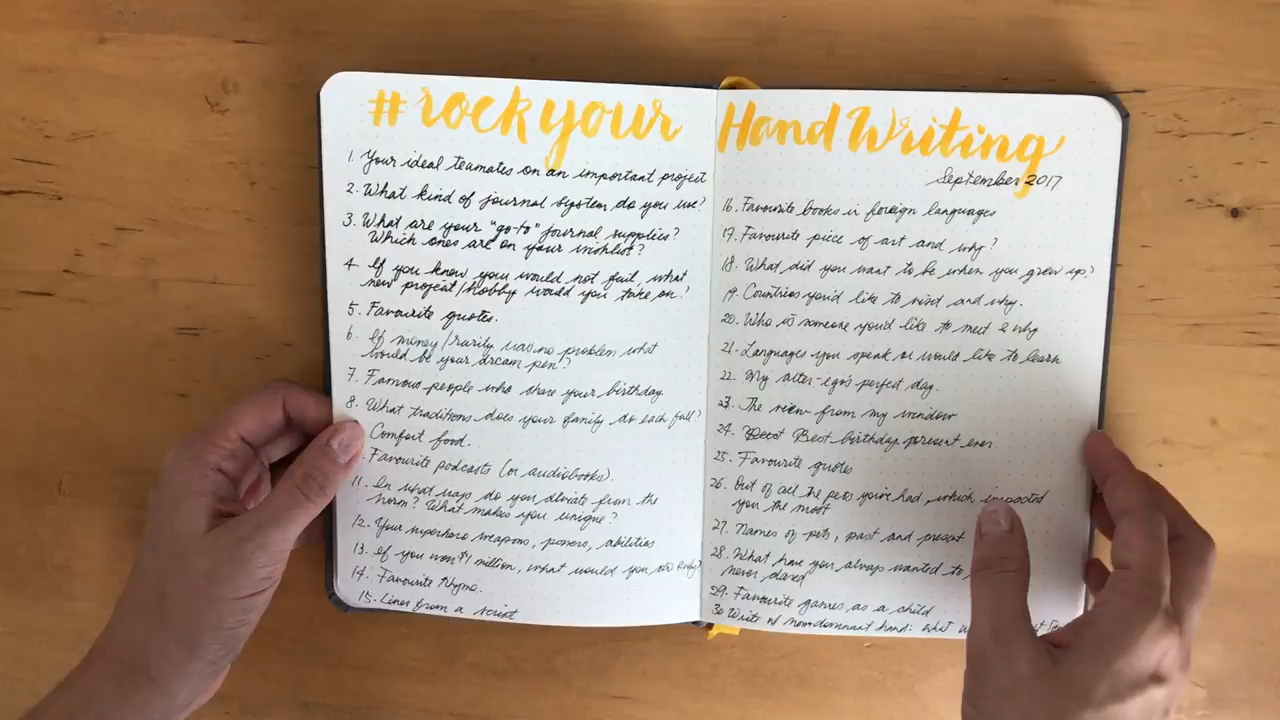 #rockyour
1. Your ideal teamates on an important project
2. What kind of journal system do you use?
3. What are your "go-to" journal supplies?
Which ones are on your wishlist?
4. If you knew you would not fail, what
new project/hobby would you take on?
5. Favourite quotes.
6. If money/rarity was no problem what
would be your dream pen?
7. Famous people who share your birthday
8. What traditions does your family do each fall?
Comfort food.
Favourite podcasts (or audiobooks).
11. In what ways do you deviate from the
norm? What makes you unique?
12. Your superhero weapons, powers, abilities
13. If you won $1 million, what would you do
14. Favourite rhyme.
15. Lines from a script
HandWriting
September 2017
16. Favourite books in foreign languages
17. Favourite piece of art and why?
18. What did you want to be when you grew up?
19. Countries you'd like to visit and why.
20. Who is someone you'd like to meet & why
21. Languages you speak or would like to learn
22. My alter-ego's perfect day.
23. The view from my window
24. Best birthday present ever
25. Favourite quotes
26. Out of all the pets you've had, which impacted
you the most
27. Names of pets, past and present
28. What have you always wanted to
never dared
29. Favourite games as a child
30 Write w/ non-dominant hand: what